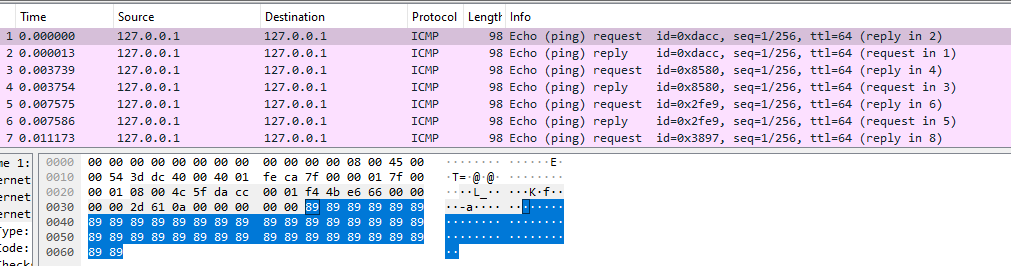 Time Source Destination Protocol Length Info
1 0.000000 127.0.0.1 127.0.0.1 ICMP 98 Echo (ping) request id=0xdacc, seq=1/256, ttl=64 (reply in 2)
2 0.000013 127.0.0.1 127.0.0.1 ICMP 98 Echo (ping) reply id=0xdacc, seq=1/256, ttl=64 (request in 1)
3 0.003739 127.0.0.1 127.0.0.1 ICMP 98 Echo (ping) request id=0x8580, seq=1/256, ttl=64 (reply in 4)
4 0.003754 127.0.0.1 127.0.0.1 ICMP 98 Echo (ping) reply id=0x8580, seq=1/256, ttl=64 (request in 3)
5 0.007575 127.0.0.1 127.0.0.1 ICMP 98 Echo (ping) request id=0x2fe9, seq=1/256, ttl=64 (reply in 6)
6 0.007586 127.0.0.1 127.0.0.1 ICMP 98 Echo (ping) reply id=0x2fe9, seq=1/256, ttl=64 (request in 5)
7 0.011173 127.0.0.1 127.0.0.1 ICMP 98 Echo (ping) request id=0x3897, seq=1/256, ttl=64 (reply in 8)
me 1: 0000 00 00 00 00 00 00 00 00 00 00 00 00 08 00 45 00 ········ ······E·
ernet 0010 00 54 3d dc 40 00 40 01 fe ca 7f 00 00 01 7f 00 ·T=·@·@· ········
ernet 0020 00 01 08 00 4c 5f da cc 00 01 f4 4b e6 66 00 00 ····L_·· ···K·f··
ernet 0030 00 00 2d 61 0a 00 00 00 00 00 89 89 89 89 89 89 ··-a···· ········
Type: 0040 89 89 89 89 89 89 89 89 89 89 89 89 89 89 89 89 ········ ········
Code: 0050 89 89 89 89 89 89 89 89 89 89 89 89 89 89 89 89 ········ ········
Check 0060 89 89 ··